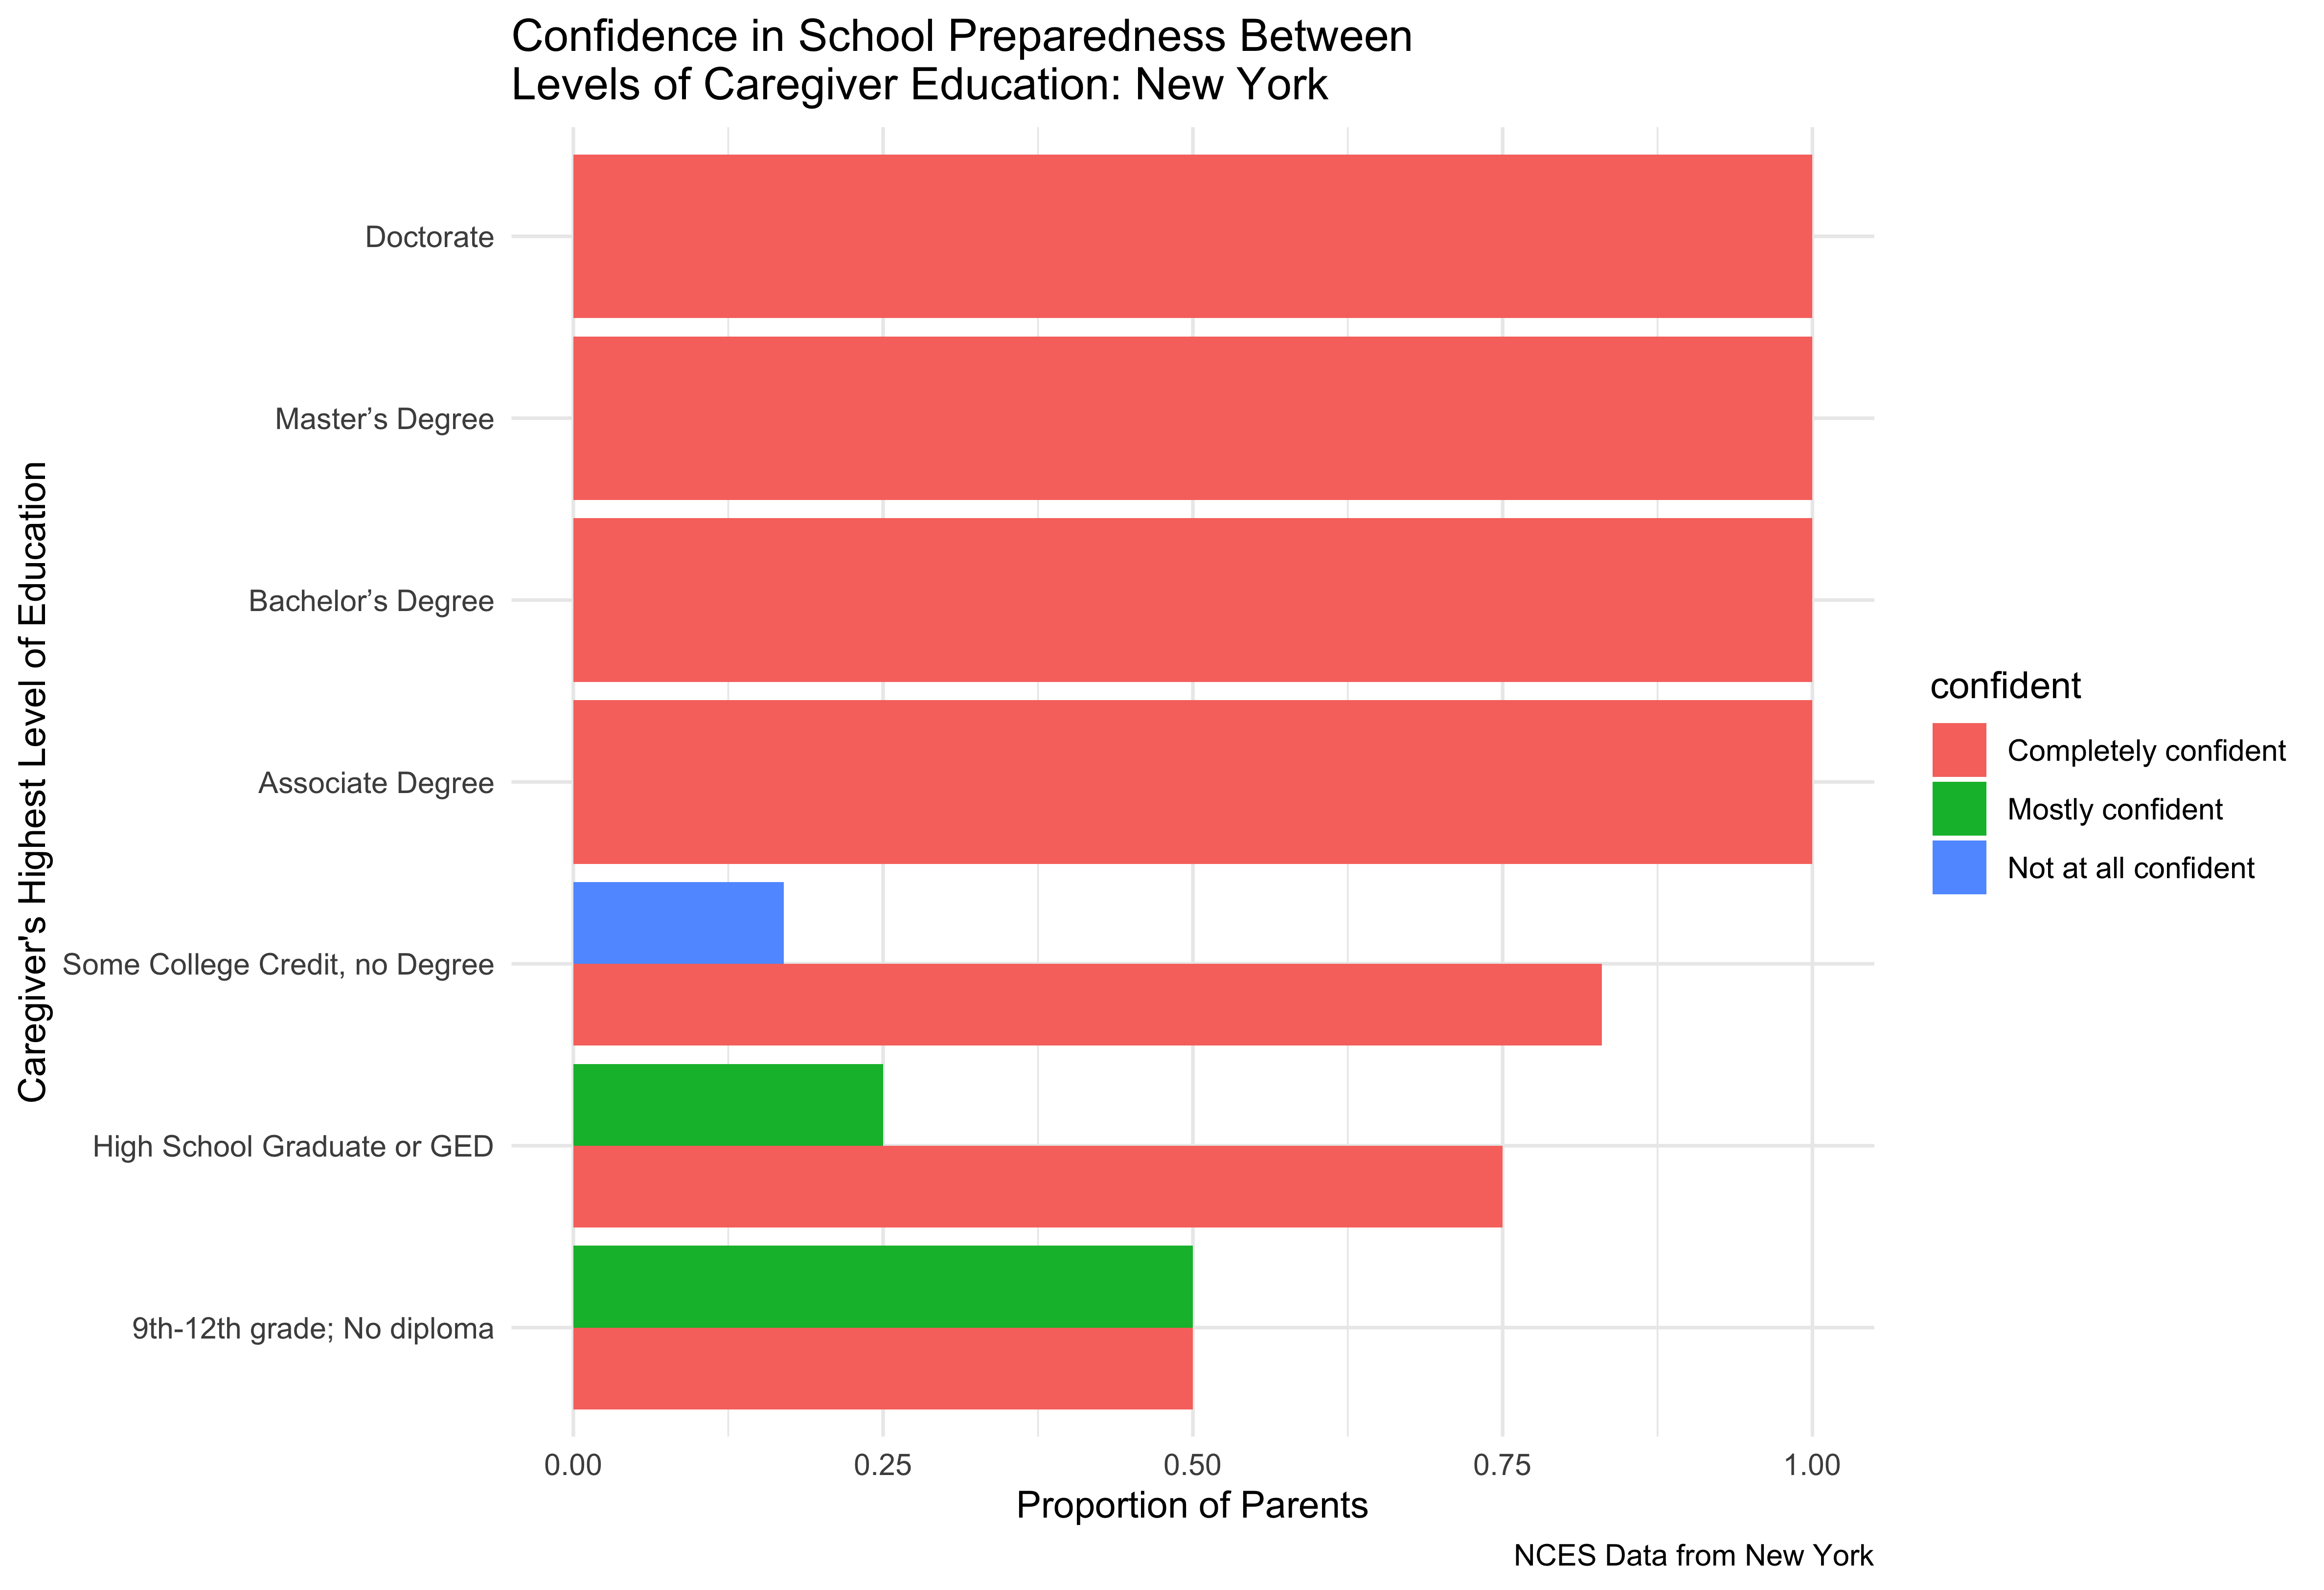 Confidence in School Preparedness Between
Levels of Caregiver Education: New York
Caregiver's Highest Level of Education
Doctorate
Master’s Degree
Bachelor’s Degree
Associate Degree
Some College Credit, no Degree
High School Graduate or GED
9th-12th grade; No diploma
0.00 0.25 0.50 0.75 1.00
Proportion of Parents
confident
Completely confident
Mostly confident
Not at all confident
NCES Data from New York